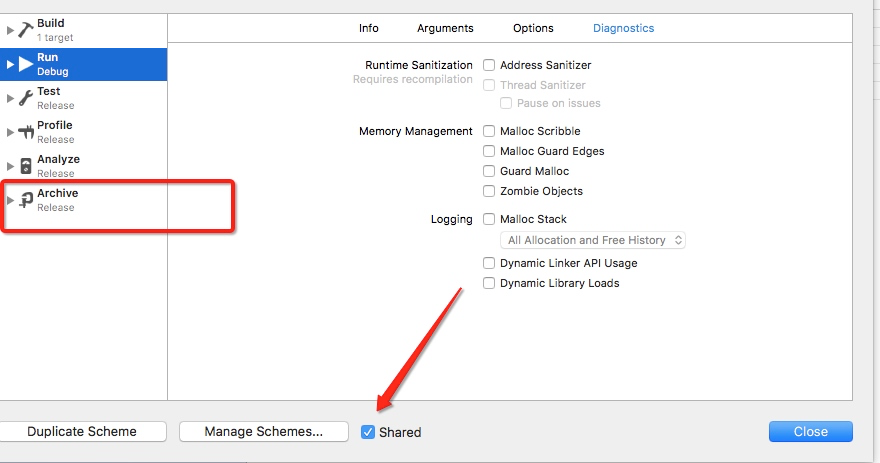 Build
1 target
Run
Debug
Test
Release
Profile
Release
Analyze
Release
Archive
Release
Info Arguments Options Diagnostics
Runtime Sanitization Address Sanitizer
Requires recompilation Thread Sanitizer
Pause on issues
Memory Management Malloc Scribble
Malloc Guard Edges
Guard Malloc
Zombie Objects
Logging Malloc Stack
All Allocation and Free History
Dynamic Linker API Usage
Dynamic Library Loads
Duplicate Scheme Manage Schemes... Shared Close